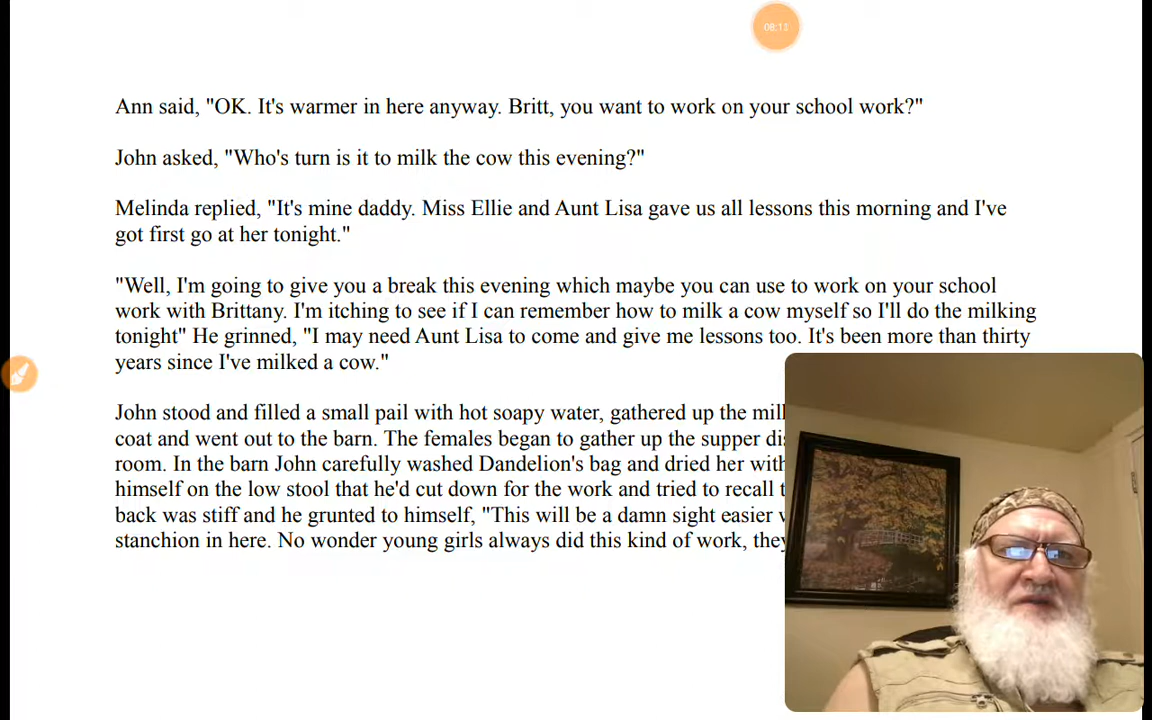 08:13
Ann said, "OK. It's warmer in here anyway. Britt, you want to work on your school work?"
John asked, "Who's turn is it to milk the cow this evening?"
Melinda replied, "It's mine daddy. Miss Ellie and Aunt Lisa gave us all lessons this morning and I've
got first go at her tonight."
"Well, I'm going to give you a break this evening which maybe you can use to work on your school
work with Brittany. I'm itching to see if I can remember how to milk a cow myself so I'll do the milking
tonight" He grinned, "I may need Aunt Lisa to come and give me lessons too. It's been more than thirty
years since I've milked a cow."
John stood and filled a small pail with hot soapy water, gathered up the
coat and went out to the barn. The females began to gather up the supper
room. In the barn John carefully washed Dandelion's bag and dried her with
himself on the low stool that he'd cut down for the work and tried to recall
back was stiff and he grunted to himself, "This will be a damn sight easier
stanchion in here. No wonder young girls always did this kind of work,